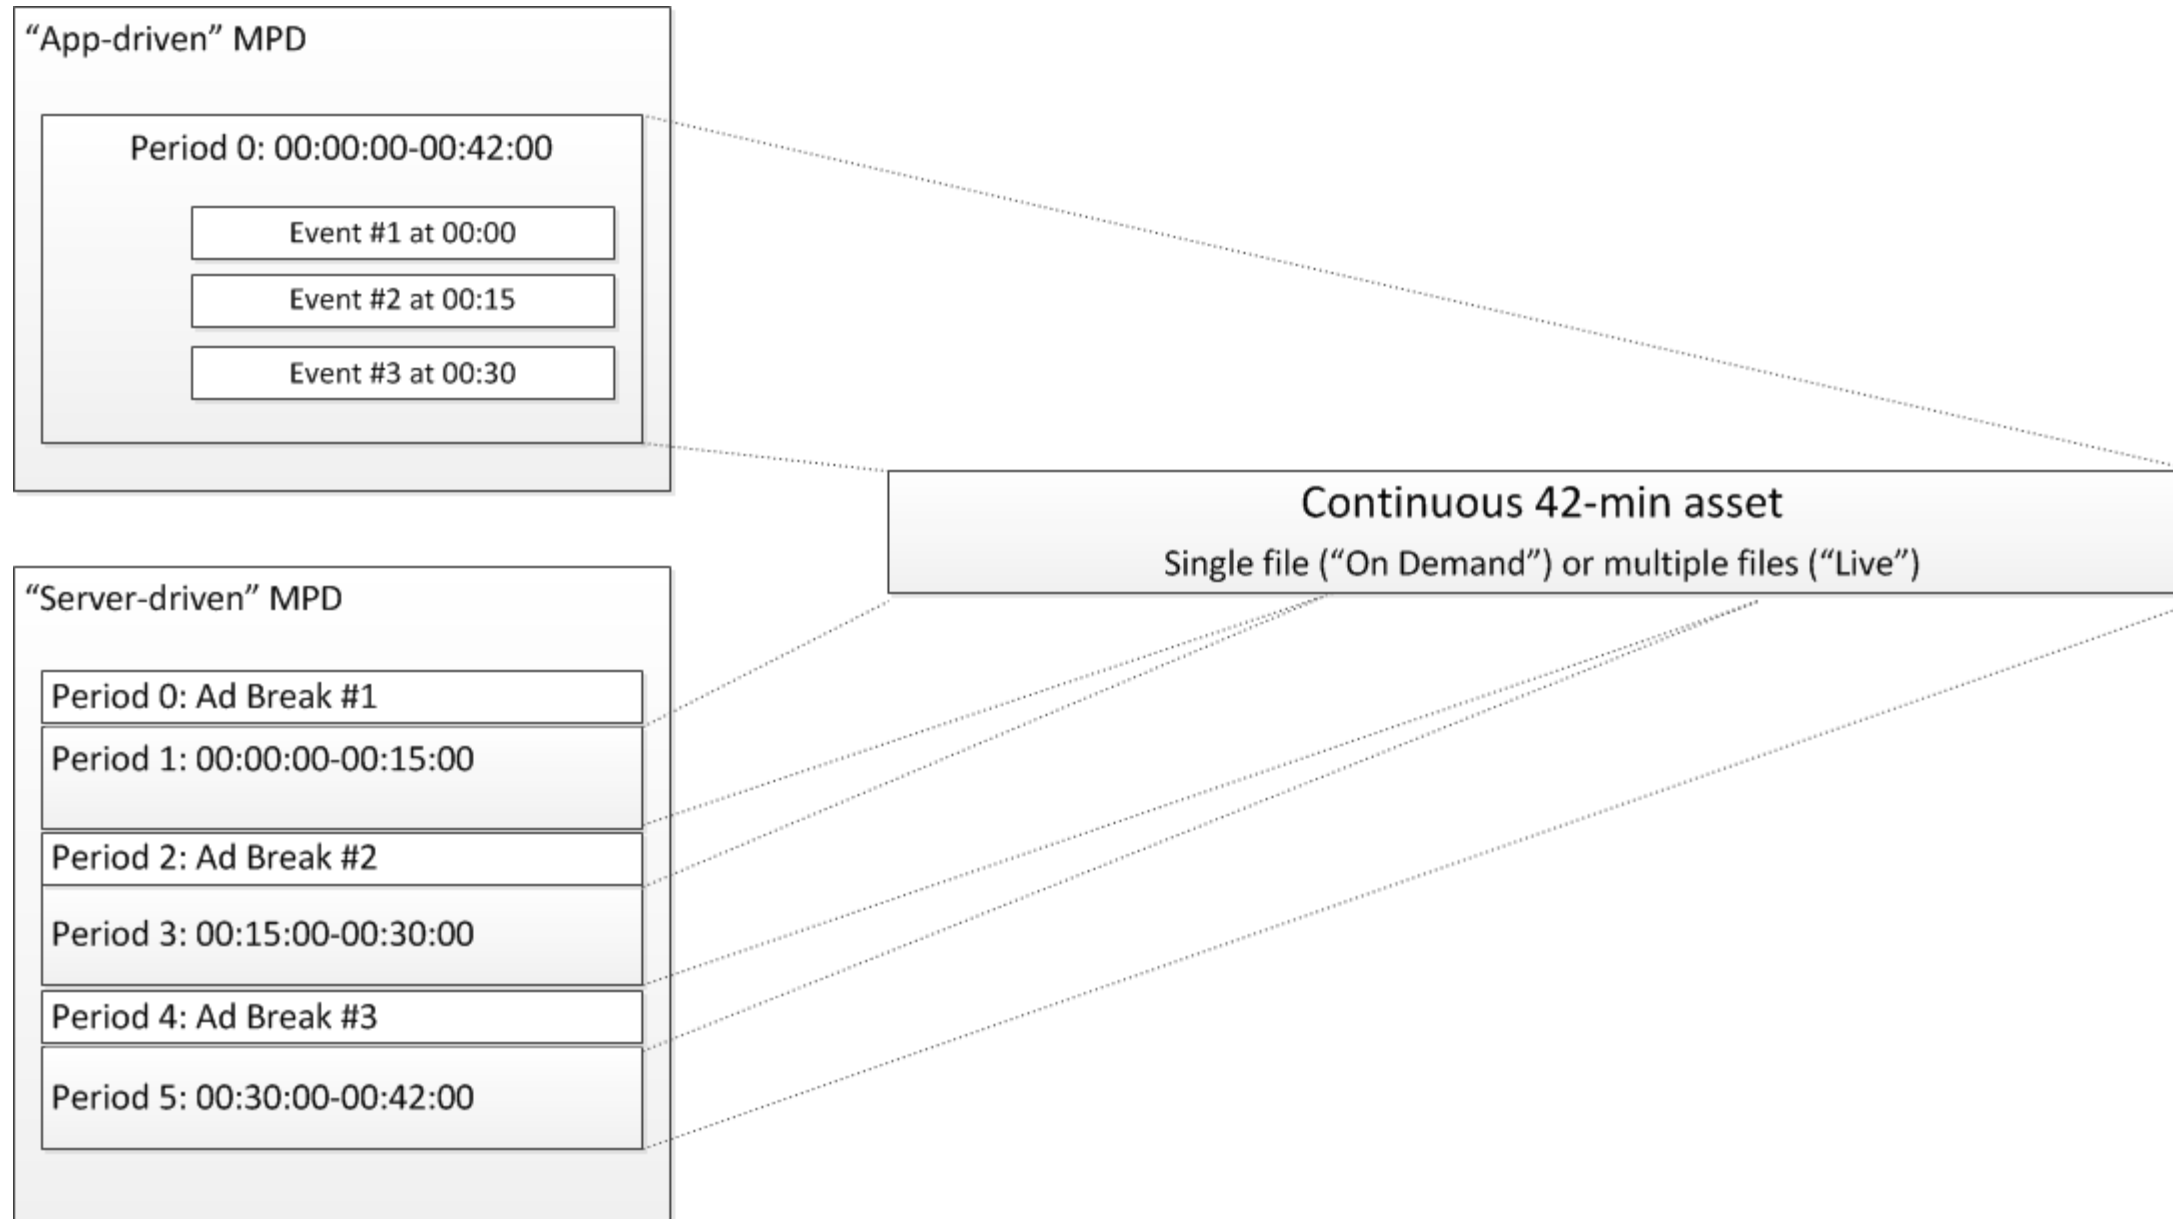 “App-driven” MPD
Period 0: 00:00:00-00:42:00
Event #1 at 00:00
Event #2 at 00:15
Event #3 at 00:30
Continuous 42-min asset
Single file (“On Demand”) or multiple files (“Live”)
“Server-driven” MPD
Period 0: Ad Break #1
Period 1: 00:00:00-00:15:00
Period 2: Ad Break #2
Period 3: 00:15:00-00:30:00
Period 4: Ad Break #3
Period 5: 00:30:00-00:42:00